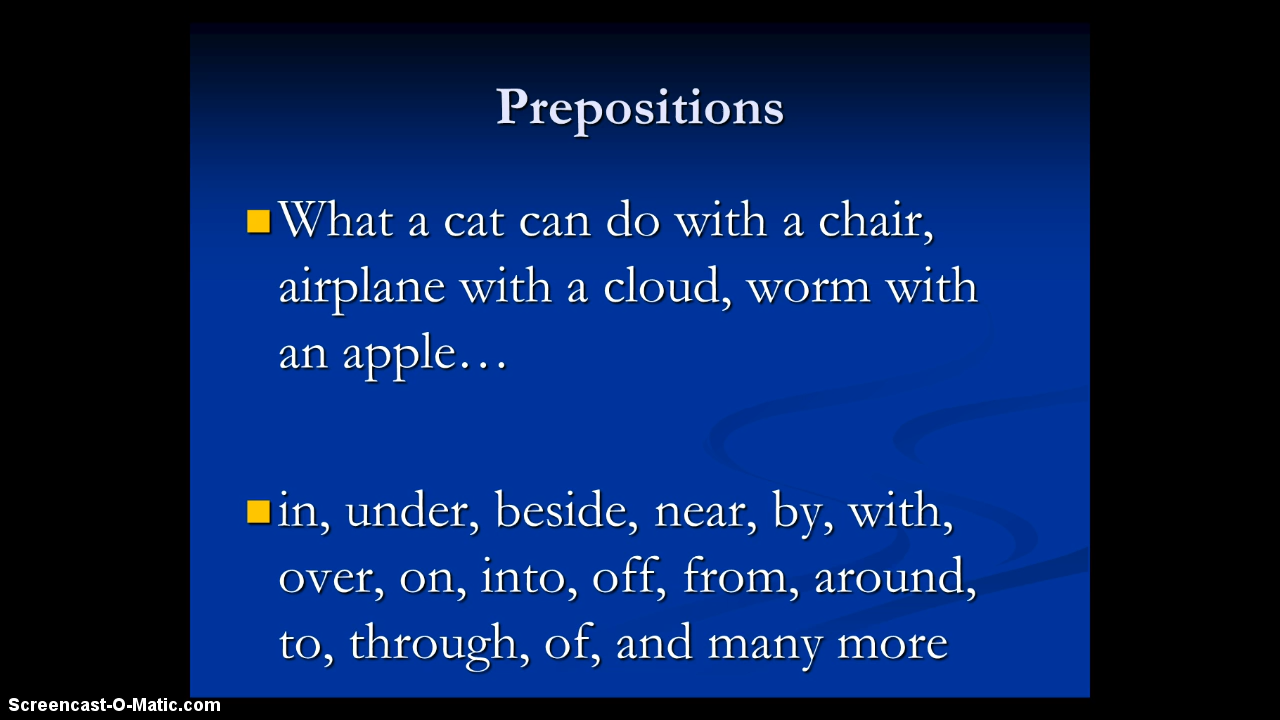 Prepositions
What a cat can do with a chair,
airplane with a cloud, worm with
an apple…
in, under, beside, near, by, with,
over, on, into, off, from, around,
to, through, of, and many more
Screencast-O-Matic.com